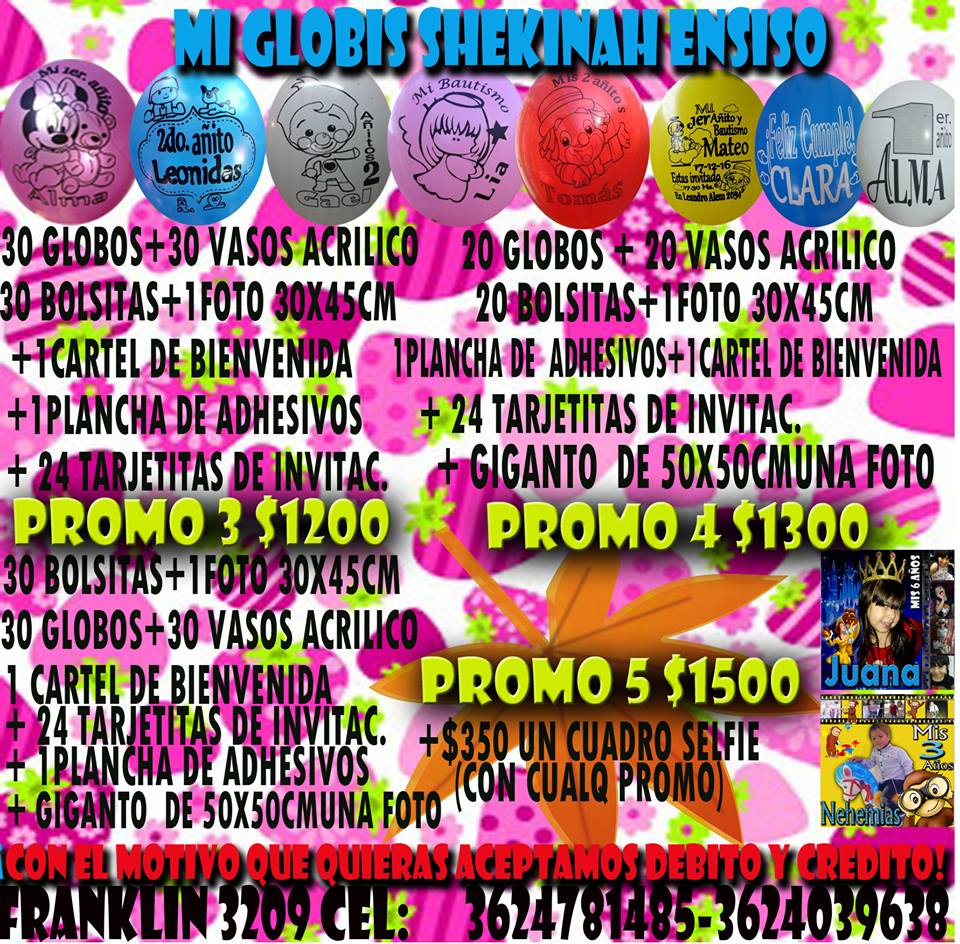 MI GLOBIS SHEKINAH ENSISO
Mi 1er. añito
Alma
2do. añito
Leonidas
Añitos
2
Gael
Mi Bautismo
Lia
Mis 2 añitos
Tomás
Mi
1er Añito y
Bautismo
Mateo
17-12-16
Estas invitado
17:30 Hs.
En Leandro Alem 2094
¡Feliz Cumple!
CLARA
1er.
añito
ALMA
30 GLOBOS+30 VASOS ACRILICO
30 BOLSITAS+1FOTO 30X45CM
+1CARTEL DE BIENVENIDA
+1PLANCHA DE ADHESIVOS
+ 24 TARJETITAS DE INVITAC.
PROMO 3 $1200
20 GLOBOS + 20 VASOS ACRILICO
20 BOLSITAS+1FOTO 30X45CM
1PLANCHA DE ADHESIVOS+1CARTEL DE BIENVENIDA
+ 24 TARJETITAS DE INVITAC.
+ GIGANTO DE 50X50CMUNA FOTO
PROMO 4 $1300
30 BOLSITAS+1FOTO 30X45CM
30 GLOBOS+30 VASOS ACRILICO
1 CARTEL DE BIENVENIDA
+ 24 TARJETITAS DE INVITAC.
+ 1PLANCHA DE ADHESIVOS
+ GIGANTO DE 50X50CMUNA FOTO
PROMO 5 $1500
+$350 UN CUADRO SELFIE
(CON CUALQ PROMO)
MIS 6 AÑOS
Juana
Mis
3
Años
Nehemias
CON EL MOTIVO QUE QUIERAS ACEPTAMOS DEBITO Y CREDITO!
FRANKLIN 3209 CEL: 3624781485-3624039638